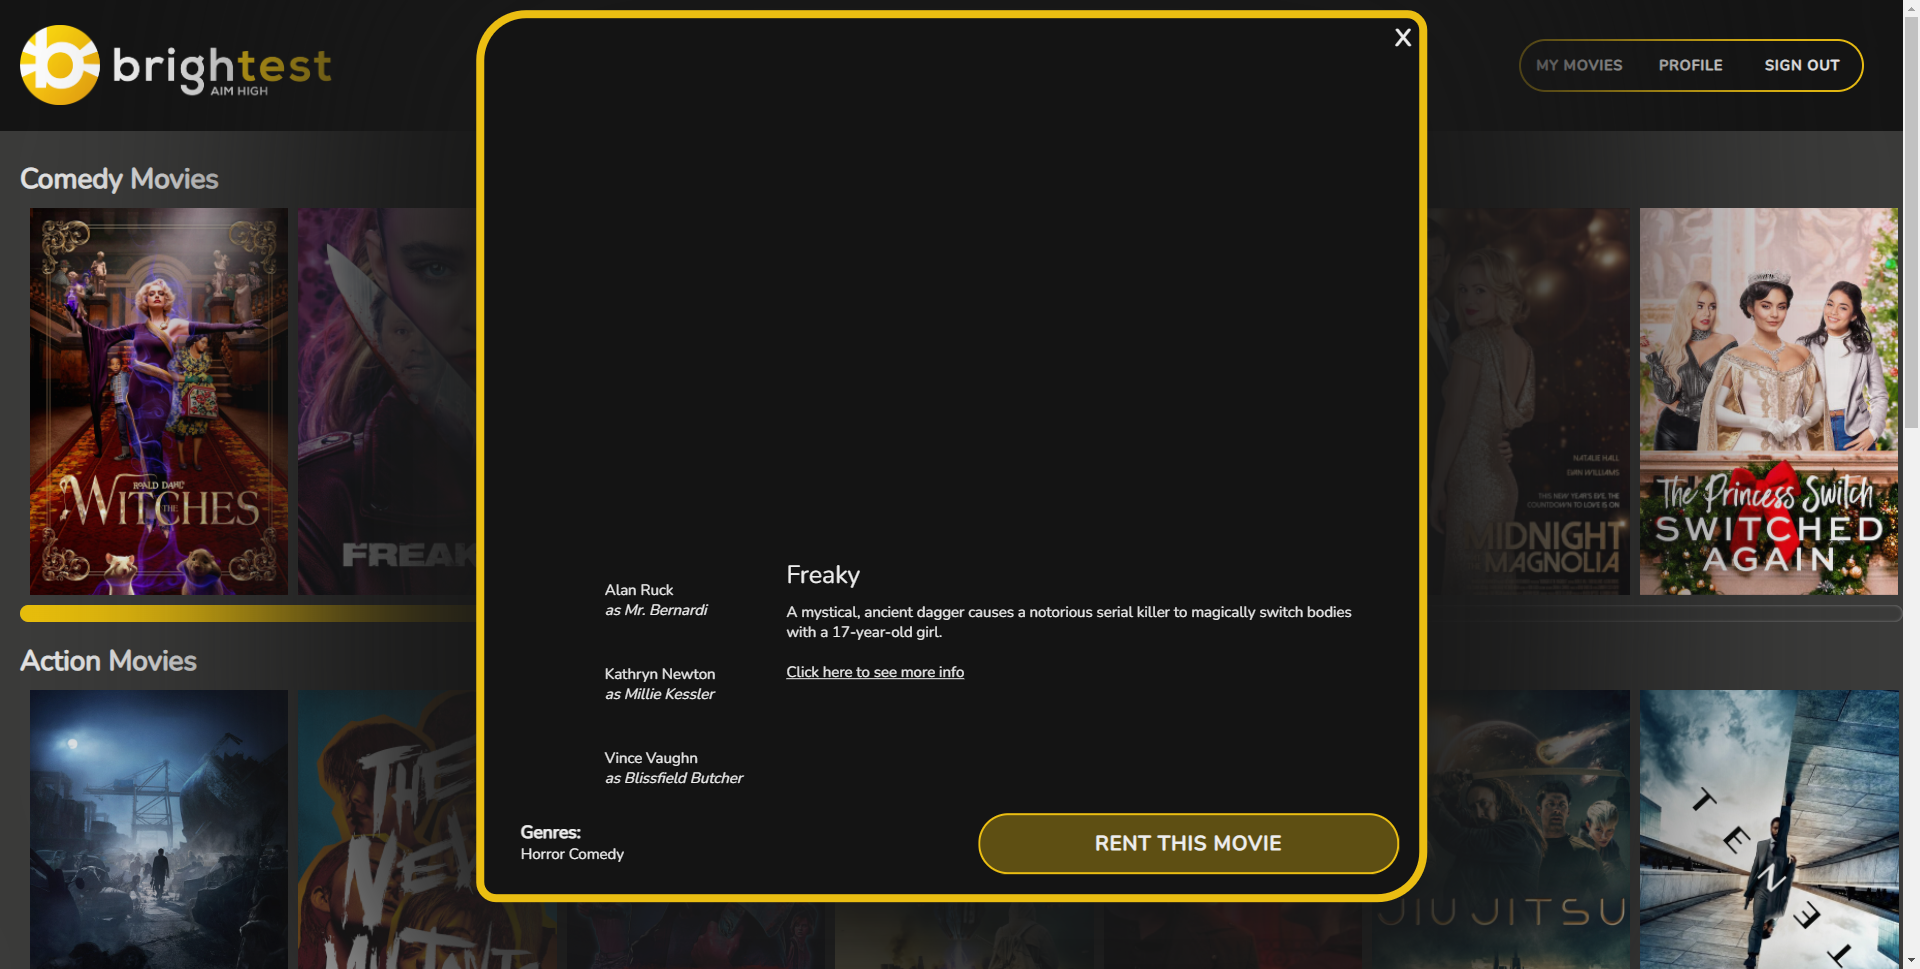 brightest
AIM HIGH
MY MOVIES
PROFILE
SIGN OUT
X
Comedy Movies
ROALD DAHL
THE
WITCHES
FREAK
NATALIE HALL
EVAN WILLIAMS
THIS NEW YEAR'S EVE, THE
COUNTDOWN TO LOVE IS ON
MIDNIGHT
MAGNOLIA
The Princess Switch
SWITCHED
AGAIN
Freaky
A mystical, ancient dagger causes a notorious serial killer to magically switch bodies
with a 17-year-old girl.
Click here to see more info
Alan Ruck
as Mr. Bernardi
Kathryn Newton
as Millie Kessler
Vince Vaughn
as Blissfield Butcher
Genres:
Horror Comedy
RENT THIS MOVIE
Action Movies
THE
NEW
MUTANTS
JIU JITSU
TENET